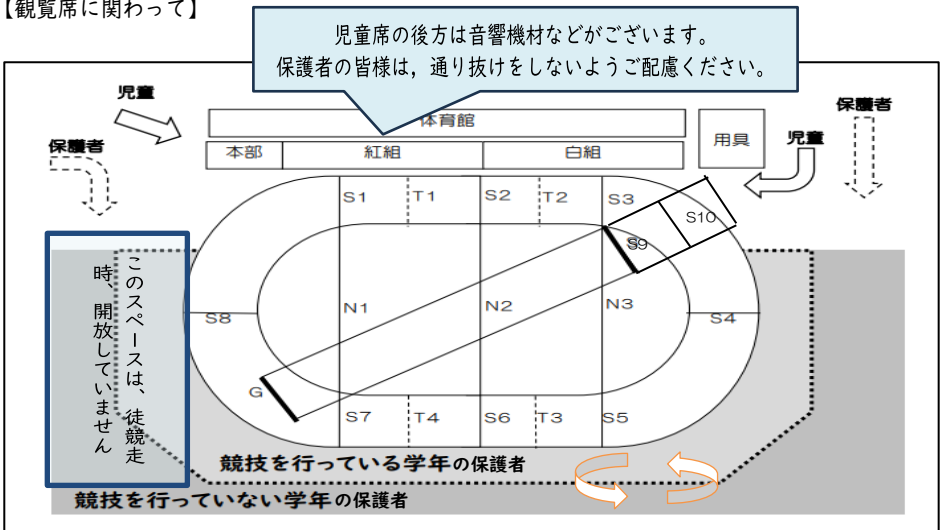 【観覧席に関わって】
児童席の後方は音響機材などがございます。
保護者の皆様は，通り抜けをしないようご配慮ください。
児童
保護者
体育館
本部
紅組
白組
用具
児童
保護者
S1
T1
S2
T2
S3
S10
S9
N1
N2
N3
S8
S4
G
S7
T4
S6
T3
S5
このスペースは、徒競走
時、開放していません
競技を行っている学年の保護者
競技を行っていない学年の保護者